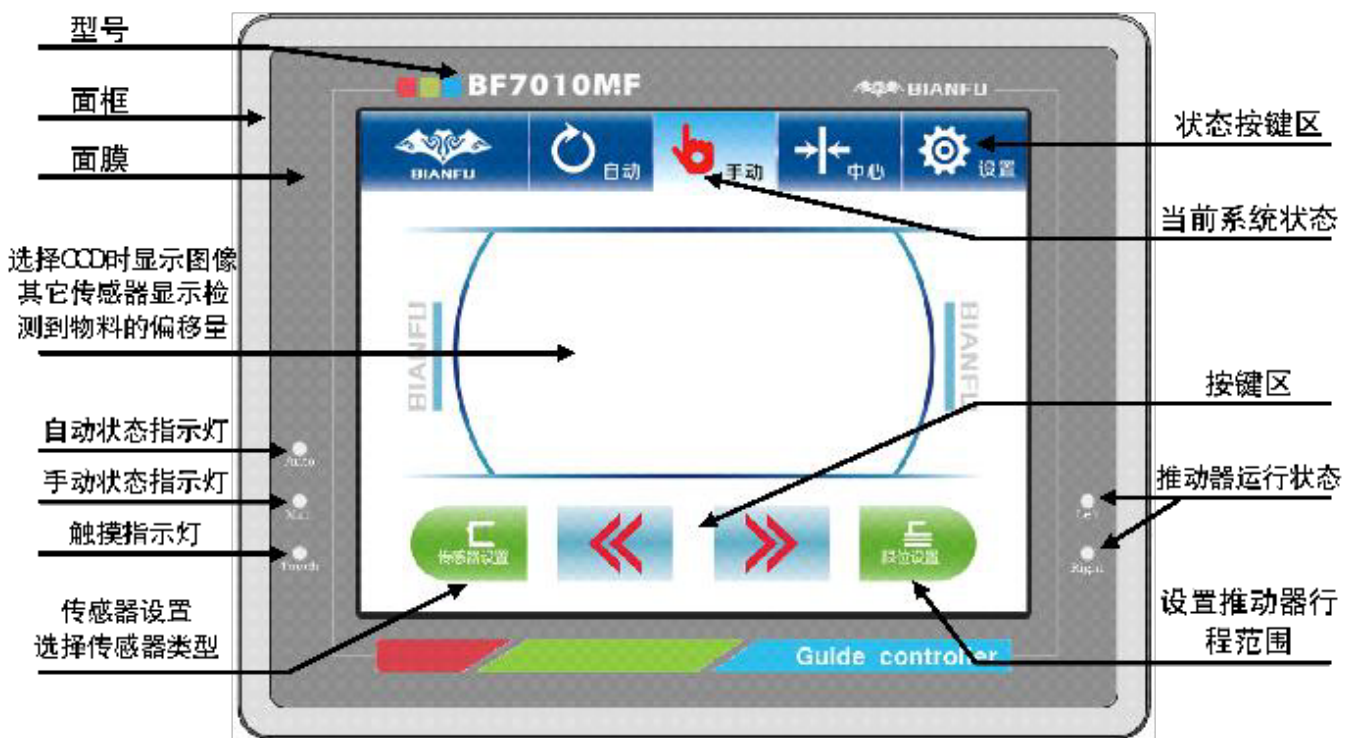 型号
面框
面膜
选择CCD时显示图像
其它传感器显示检
测到物料的偏移量
自动状态指示灯
手动状态指示灯
触摸指示灯
传感器设置
选择传感器类型
BF7010MF
BIANFU
BIANFU
自动
手动
中心
设置
BIANFU
BIANFU
Auto
Touch
Right
传感器设置
限位设置
Guide controller
状态按键区
当前系统状态
按键区
推动器运行状态
设置推动器行
程范围